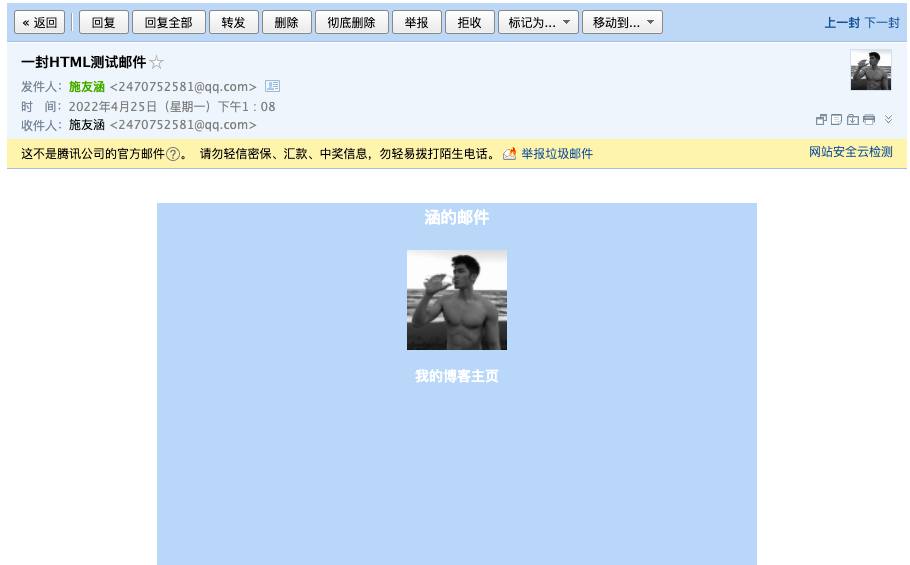 « 返回 回复 回复全部 转发 删除 彻底删除 举报 拒收 标记为... 移动到... 上一封 下一封
一封HTML测试邮件☆
发件人：施友涵 <2470752581@qq.com>
时 间：2022年4月25日（星期一）下午1：08
收件人：施友涵 <2470752581@qq.com>
这不是腾讯公司的官方邮件?。 请勿轻信密保、汇款、中奖信息，勿轻易拨打陌生电话。 举报垃圾邮件 网站安全云检测
涵的邮件
我的博客主页